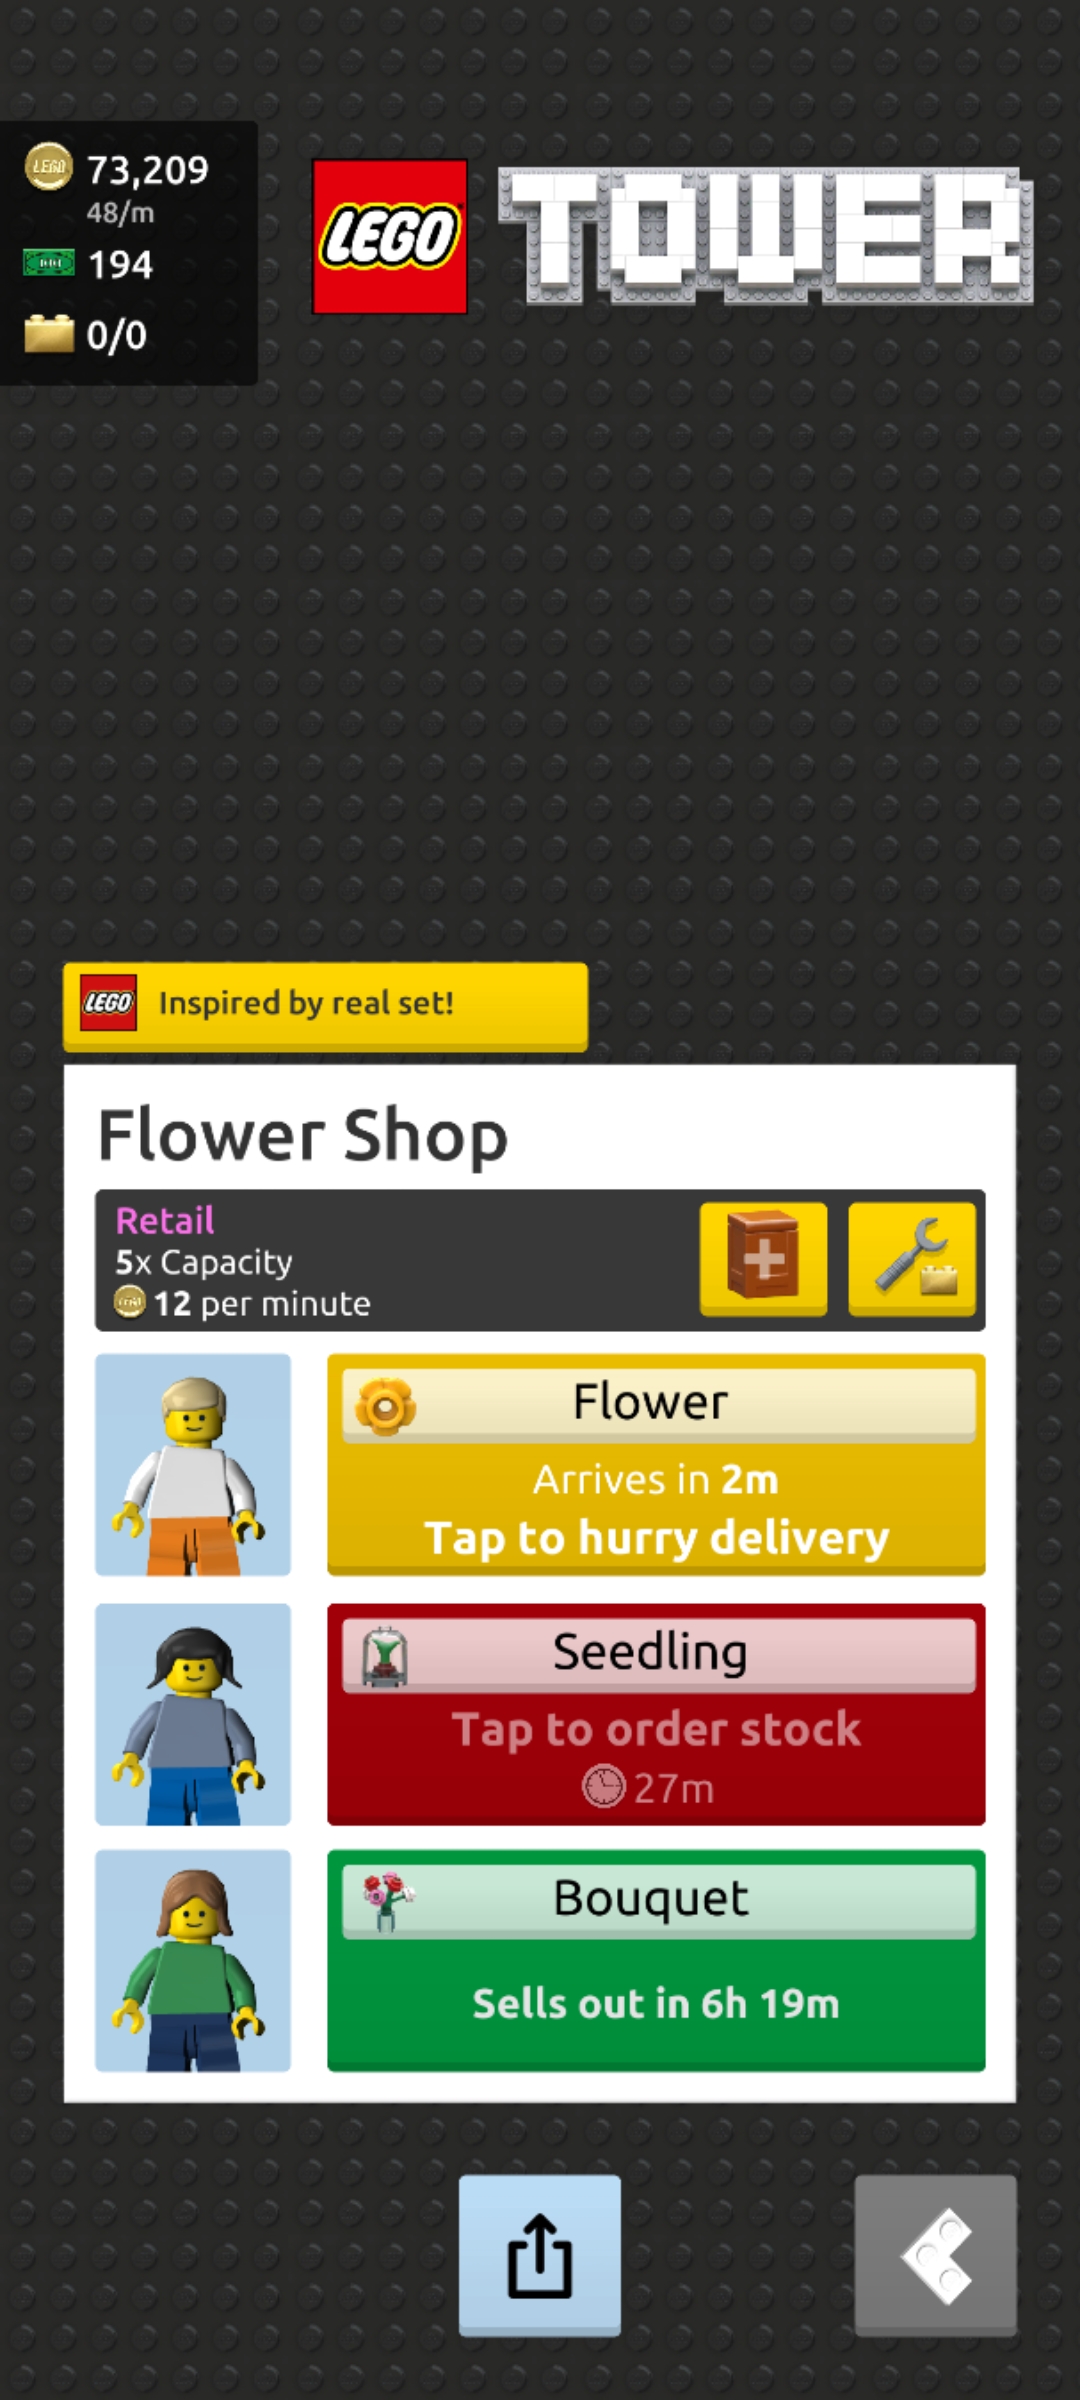 73,209
48/m
194
0/0
LEGO TOWER
LEGO Inspired by real set!
Flower Shop
Retail
5x Capacity
12 per minute
Flower
Arrives in 2m
Tap to hurry delivery
Seedling
Tap to order stock
27m
Bouquet
Sells out in 6h 19m